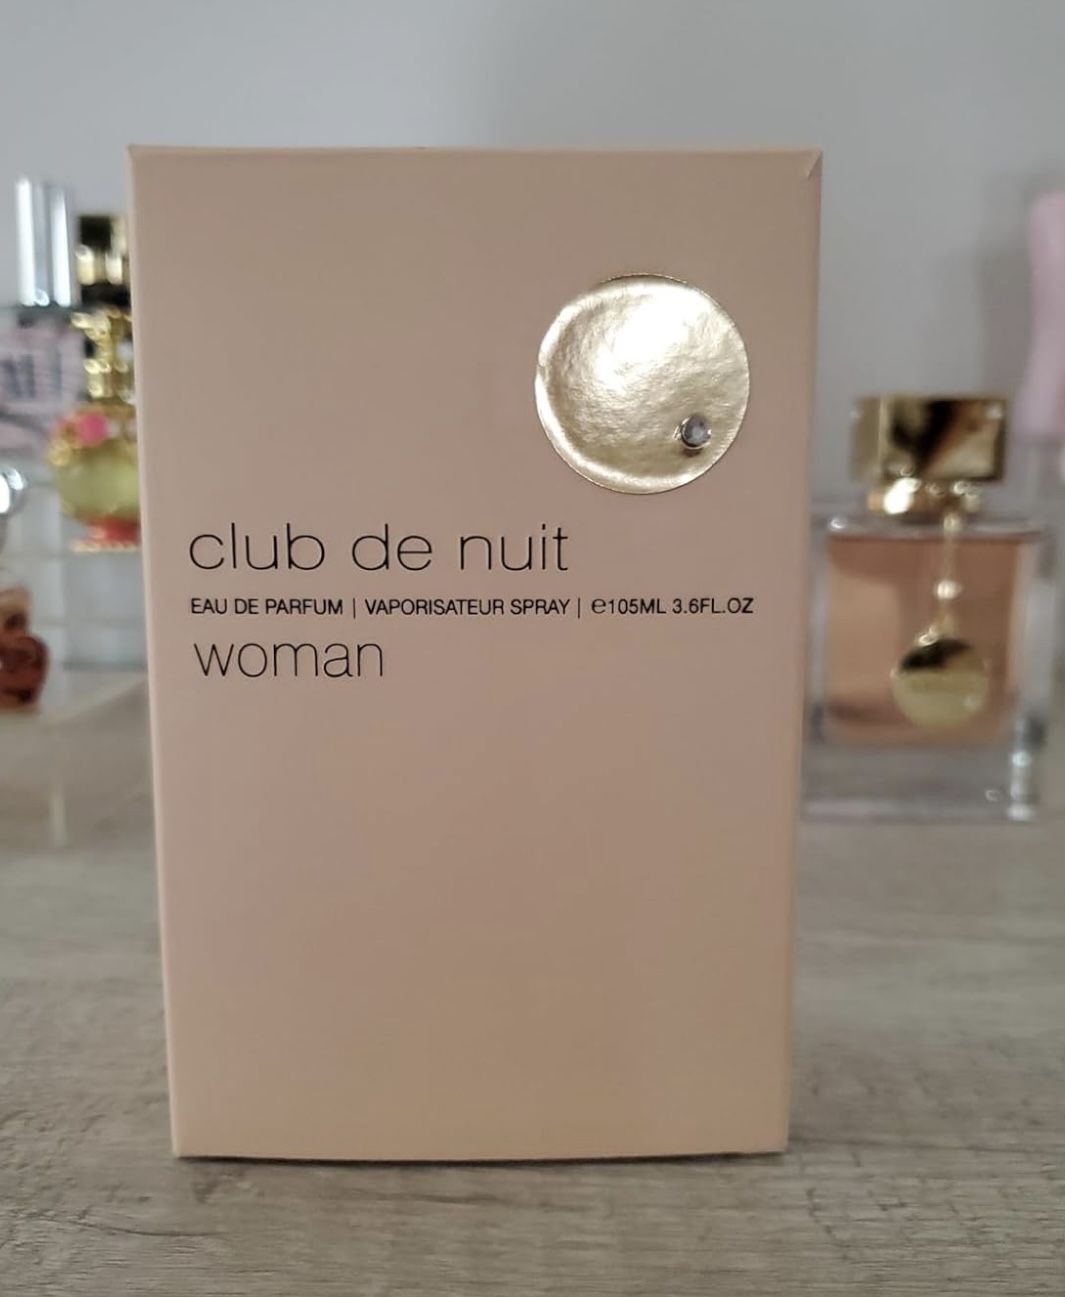 club de nuit
EAU DE PARFUM | VAPORISATEUR SPRAY | ℮105ML 3.6FL.OZ
woman